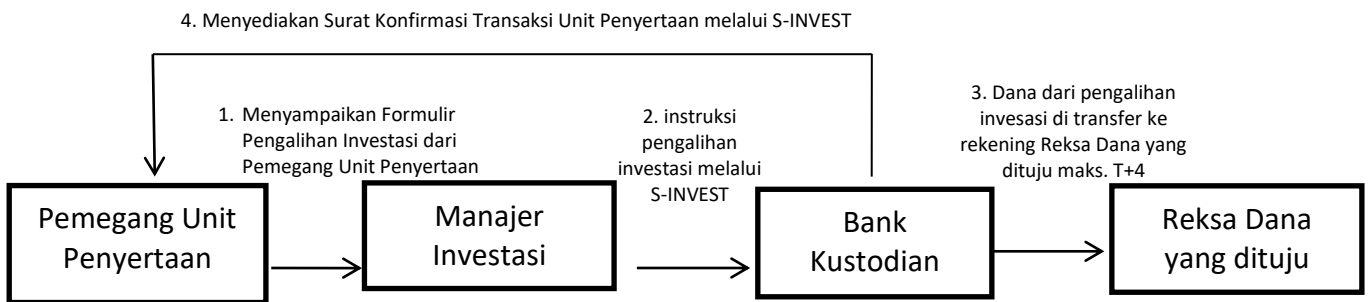 4. Menyediakan Surat Konfirmasi Transaksi Unit Penyertaan melalui S-INVEST
1. Menyampaikan Formulir
Pengalihan Investasi dari
Pemegang Unit Penyertaan
2. instruksi
pengalihan
investasi melalui
S-INVEST
3. Dana dari pengalihan
invesasi di transfer ke
rekening Reksa Dana yang
dituju maks. T+4
Pemegang Unit
Penyertaan
Manajer
Investasi
Bank
Kustodian
Reksa Dana
yang dituju